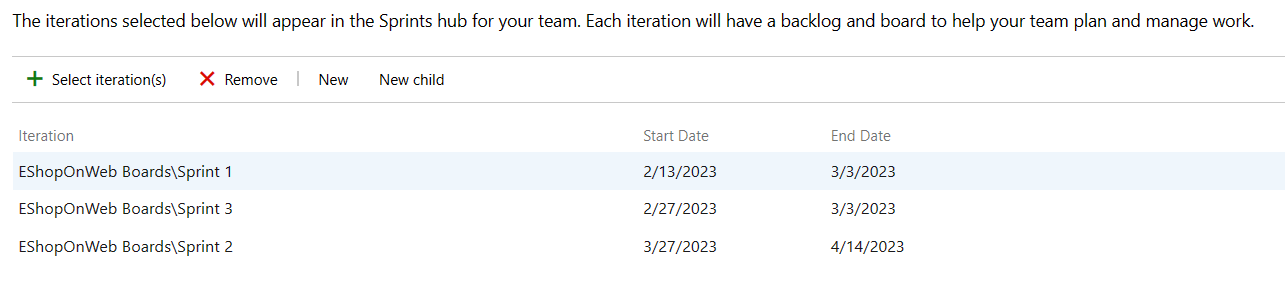 The iterations selected below will appear in the Sprints hub for your team. Each iteration will have a backlog and board to help your team plan and manage work.
Select iteration(s) Remove | New New child
Iteration Start Date End Date
EShopOnWeb Boards\Sprint 1 2/13/2023 3/3/2023
EShopOnWeb Boards\Sprint 3 2/27/2023 3/3/2023
EShopOnWeb Boards\Sprint 2 3/27/2023 4/14/2023